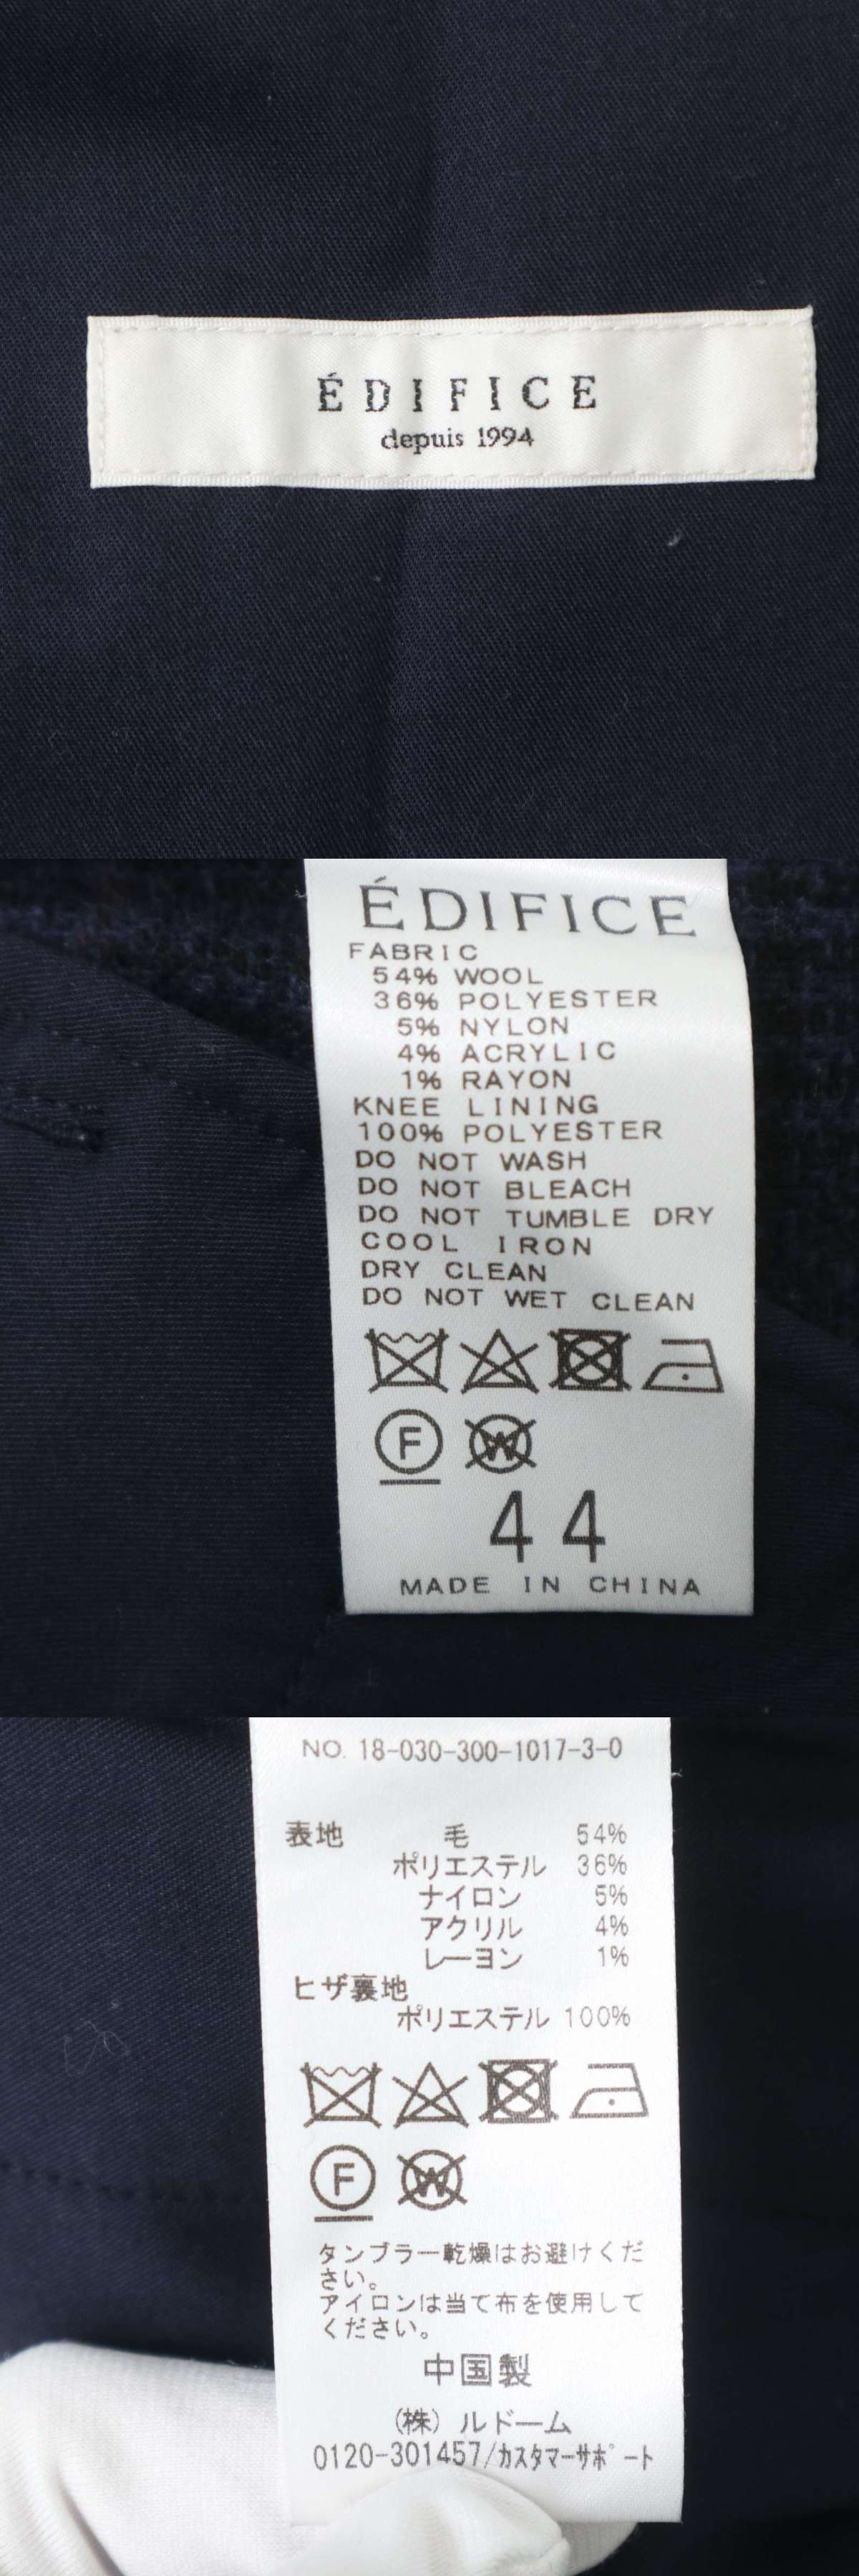 ÉDIFICE
depuis 1994
ÉDIFICE
FABRIC
54% WOOL
36% POLYESTER
5% NYLON
4% ACRYLIC
1% RAYON
KNEE LINING
100% POLYESTER
DO NOT WASH
DO NOT BLEACH
DO NOT TUMBLE DRY
COOL IRON
DRY CLEAN
DO NOT WET CLEAN
F W
44
MADE IN CHINA
NO. 18-030-300-1017-3-0
表地 毛 54%
ポリエステル 36%
ナイロン 5%
アクリル 4%
レーヨン 1%
ヒザ裏地
ポリエステル 100%
F W
タンブラー乾燥はお避けくだ
さい。
アイロンは当て布を使用して
ください。
中国製
(株) ルドーム
0120-301457/ｶｽﾀﾏｰｻﾎﾟｰﾄ